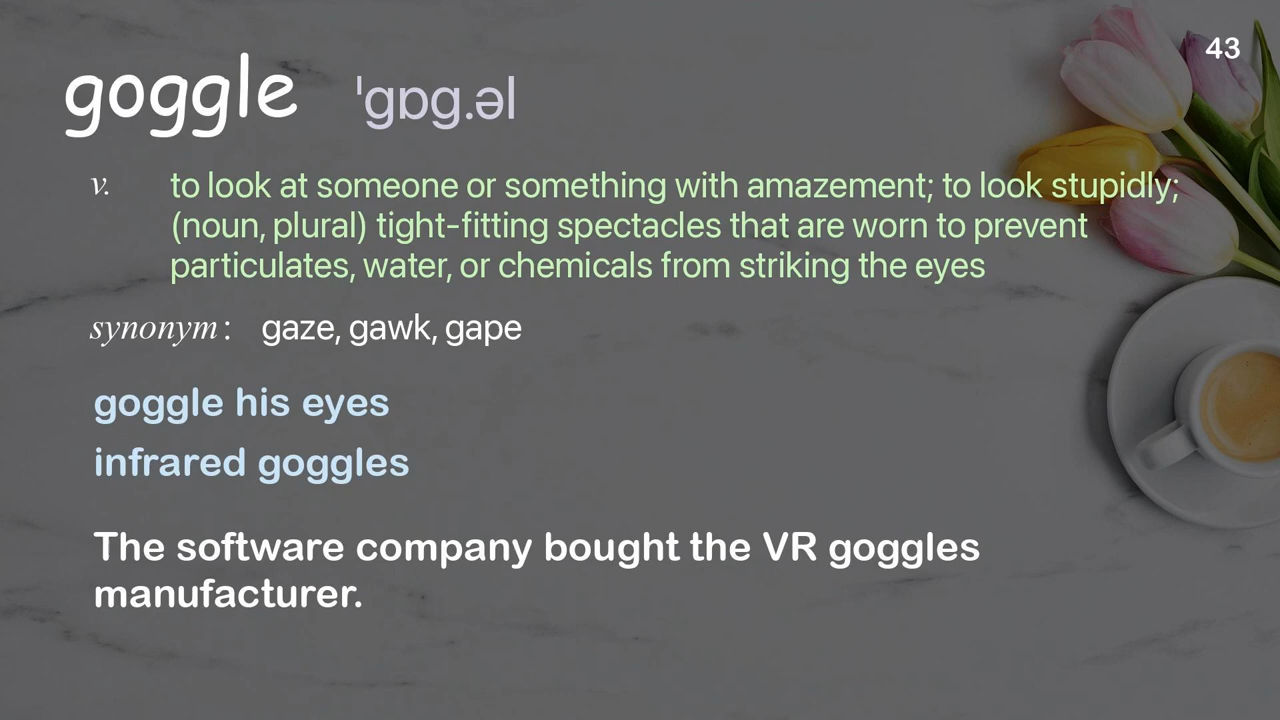 43
goggle ˈɡɒɡ.əl
v. to look at someone or something with amazement; to look stupidly;
(noun, plural) tight-fitting spectacles that are worn to prevent
particulates, water, or chemicals from striking the eyes
synonym: gaze, gawk, gape
goggle his eyes
infrared goggles
The software company bought the VR goggles
manufacturer.